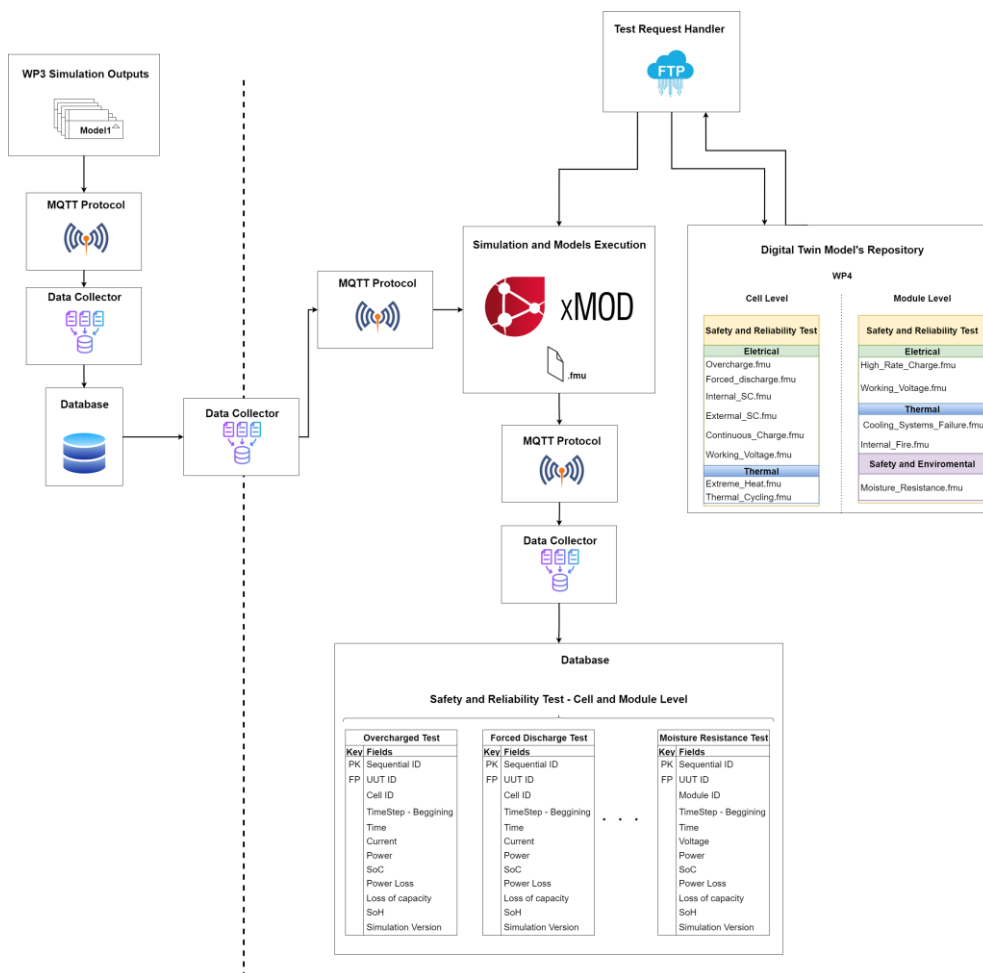 Test Request Handler
FTP
WP3 Simulation Outputs
Model1
MQTT Protocol
Data Collector
Database
Data Collector
MQTT Protocol
Simulation and Models Execution
xMOD
.fmu
MQTT Protocol
Data Collector
Digital Twin Model's Repository
WP4
Cell Level
Safety and Reliability Test
Eletrical
Overcharge.fmu
Forced_discharge.fmu
Internal_SC.fmu
Extermal_SC.fmu
Continuous_Charge.fmu
Working_Voltage.fmu
Thermal
Extreme_Heat.fmu
Thermal_Cycling.fmu
Module Level
Safety and Reliability Test
Eletrical
High_Rate_Charge.fmu
Working_Voltage.fmu
Thermal
Cooling_Systems_Failure.fmu
Internal_Fire.fmu
Safety and Enviromental
Moisture_Resistance.fmu
Database
Safety and Reliability Test - Cell and Module Level
Overcharged Test
Key Fields
PK Sequential ID
FP UUT ID
Cell ID
TimeStep - Beggining
Time
Current
Power
SoC
Power Loss
Loss of capacity
SoH
Simulation Version
Forced Discharge Test
Key Fields
PK Sequential ID
FP UUT ID
Cell ID
TimeStep - Beggining
Time
Current
Power
SoC
Power Loss
Loss of capacity
SoH
Simulation Version
. . .
Moisture Resistance Test
Key Fields
PK Sequential ID
FP UUT ID
Module ID
TimeStep - Beggining
Time
Voltage
Power
SoC
Power Loss
Loss of capacity
SoH
Simulation Version